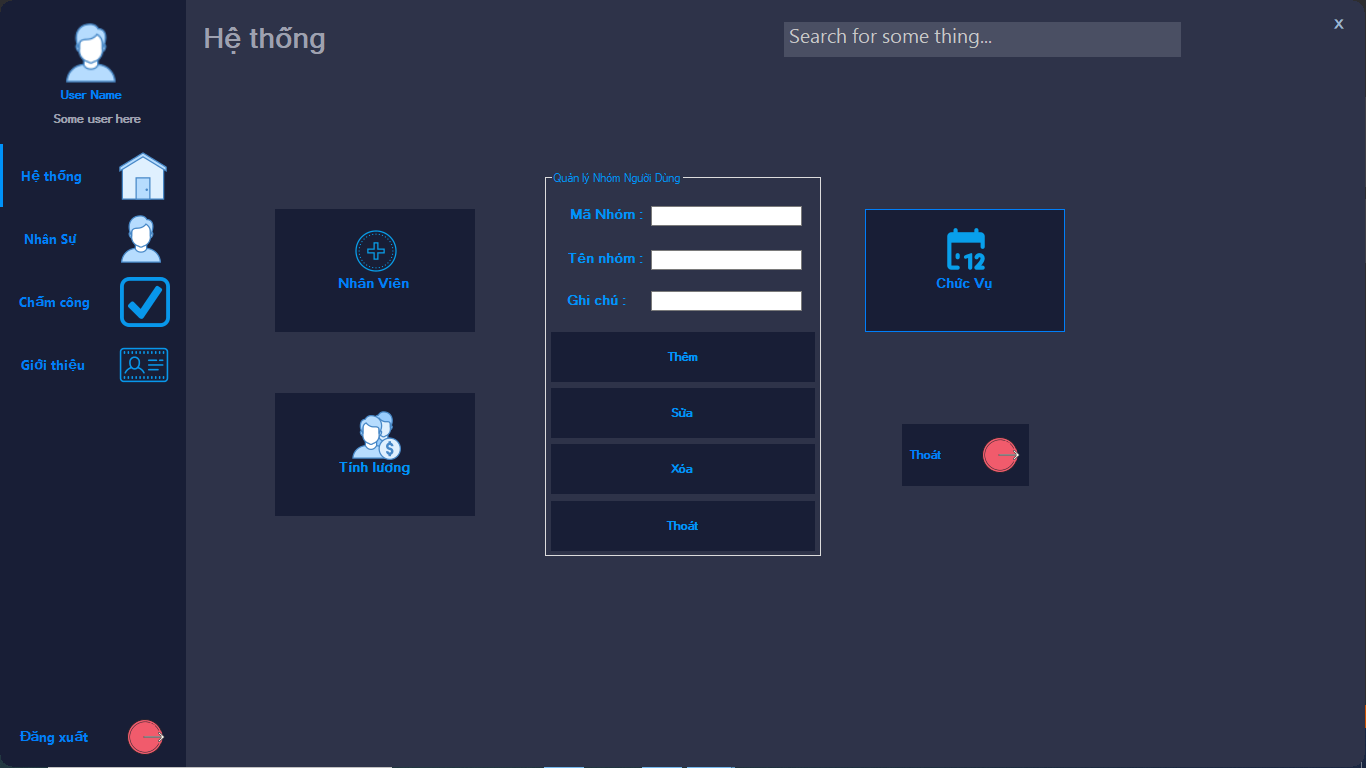 Hệ thống
Search for some thing...
x
User Name
Some user here
Hệ thống
Nhân Sự
Chấm công
Giới thiệu
Đăng xuất
Nhân Viên
Tính lương
Quản lý Nhóm Người Dùng
Mã Nhóm :
Tên nhóm :
Ghi chú :
Thêm
Sửa
Xóa
Thoát
12
Chức Vụ
Thoát